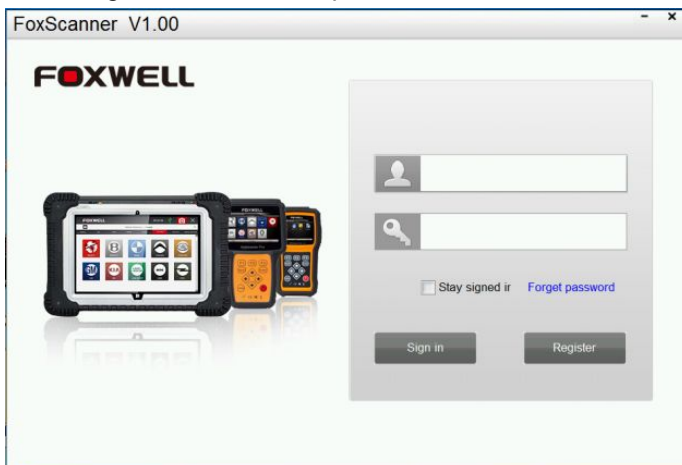 FoxScanner V1.00
FOXWELL
Stay signed ir Forget password
Sign in Register